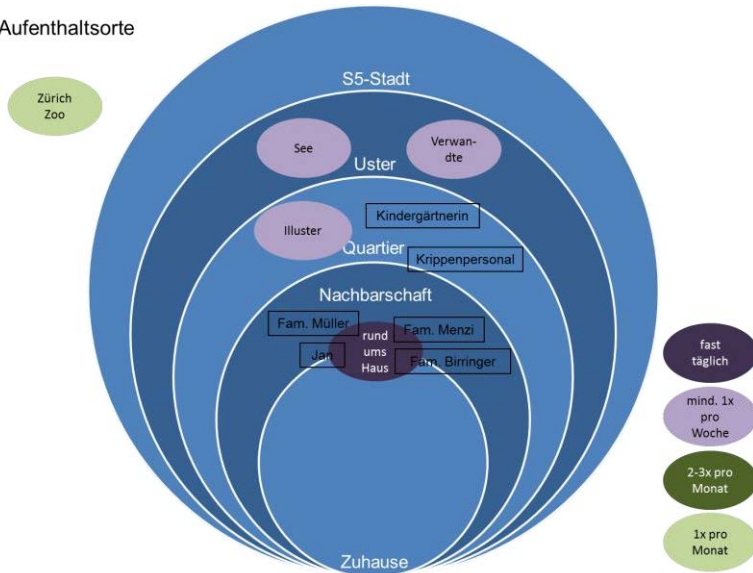 Aufenthaltsorte
S5-Stadt
Zürich
Zoo
See
Verwan-
dte
Uster
Kindergärtnerin
Illuster
Quartier
Krippenpersonal
Nachbarschaft
Fam. Müller
Fam. Menzi
rund
ums
Haus
Jan
Fam. Birringer
fast
täglich
mind. 1x
pro
Woche
2-3x pro
Monat
1x pro
Monat
Zuhause